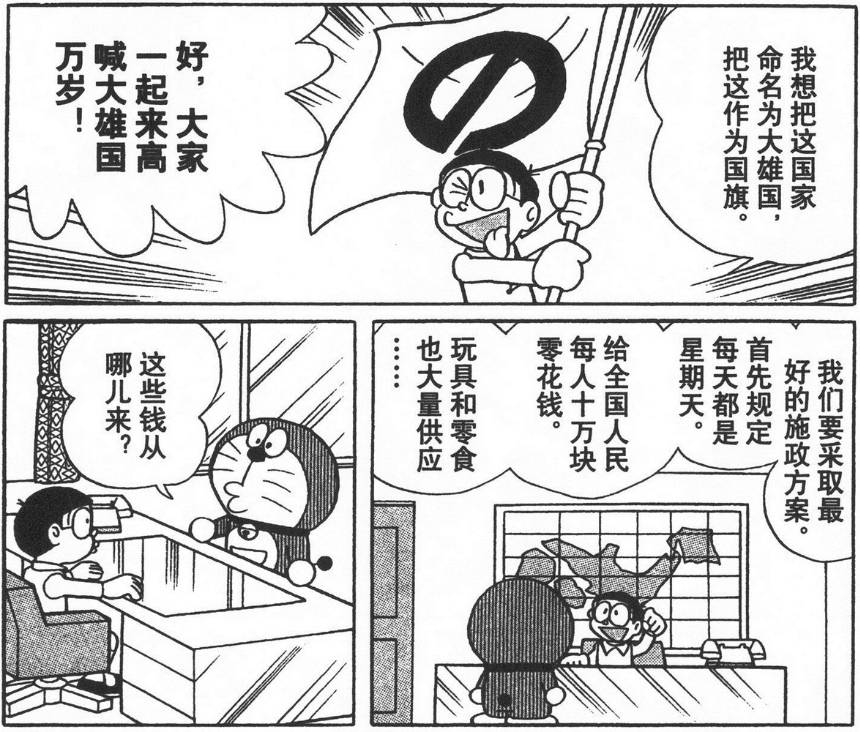 我想把这国家
命名为大雄国，
把这作为国旗。
の
好，大家
一起来高
喊大雄国
万岁！
我们要采取最
好的施政方案。
首先规定
每天都是
星期天。
给全国人民
每人十万块
零花钱。
玩具和零食
也大量供应
……
这些钱从
哪儿来？